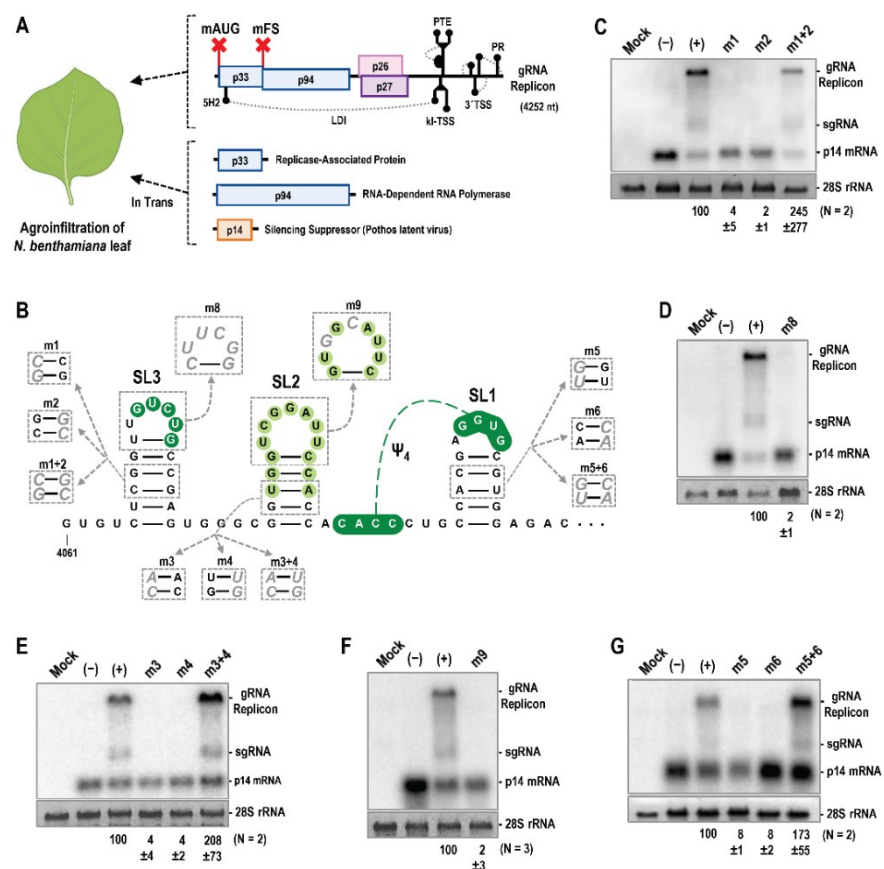 A
mAUG
mFS
p33
p94
p26
p27
PTE
PR
gRNA
Replicon
(4252 nt)
5H2
LDI
kl-TSS
3´TSS
In Trans
p33
Replicase-Associated Protein
p94
RNA-Dependent RNA Polymerase
p14
Silencing Suppressor (Pothos latent virus)
Agroinfiltration of
N. benthamiana leaf
B
m1
C C
G G
m2
G G
C C
m1+2
C G
G C
SL3
U U G U C U G
m8
U U U C G C G
SL2
C U G G U G G A U U C C A C
m9
G U G G C A U U C G
Ψ4
SL1
A G G U G
m5
G G
U U
m6
C C
A A
m5+6
G C
U A
G U G U C G A G U G G G C G C C A C A C C C U G C G G A G A C . . .
4061
m3
A A
C C
m4
U U
G G
m3+4
A U
C G
C
Mock (–) (+) m1 m2 m1+2
gRNA
Replicon
sgRNA
p14 mRNA
28S rRNA
100 4 2 245 (N = 2)
±5 ±1 ±277
D
Mock (–) (+) m8
gRNA
Replicon
sgRNA
p14 mRNA
28S rRNA
100 2 (N = 2)
±1
E
Mock (–) (+) m3 m4 m3+4
gRNA
Replicon
sgRNA
p14 mRNA
28S rRNA
100 4 4 208 (N = 2)
±4 ±2 ±73
F
Mock (–) (+) m9
gRNA
Replicon
sgRNA
p14 mRNA
28S rRNA
100 2 (N = 3)
±3
G
Mock (–) (+) m5 m6 m5+6
gRNA
Replicon
sgRNA
p14 mRNA
28S rRNA
100 8 8 173 (N = 2)
±1 ±2 ±55